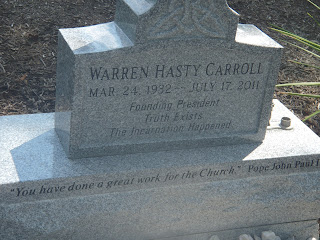 WARREN HASTY CARROLL
MAR. 24, 1932 ~ JULY 17, 2011
Founding President
Truth Exists
The Incarnation Happened
"You have done a great work for the Church." Pope John Paul